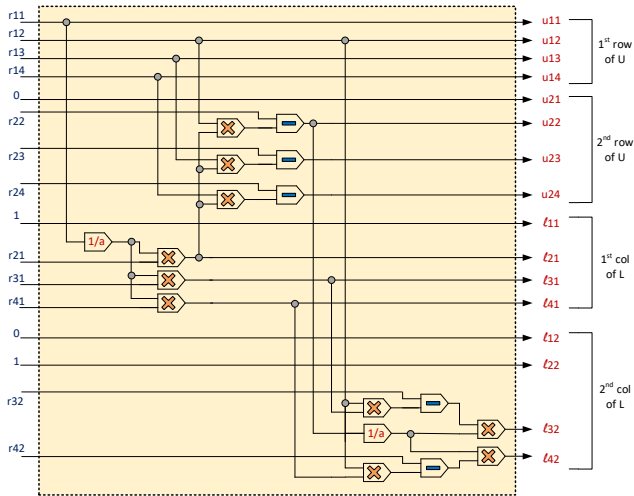 r11 u11
r12 u12
1st row
of U
r13 u13
r14 u14
0 u21
r22 u22
2nd row
of U
r23 u23
r24 u24
1 ℓ11
1/a
1st col
of L
r21 ℓ21
r31 ℓ31
r41 ℓ41
0 ℓ12
1 ℓ22
2nd col
of L
r32
1/a ℓ32
r42 ℓ42